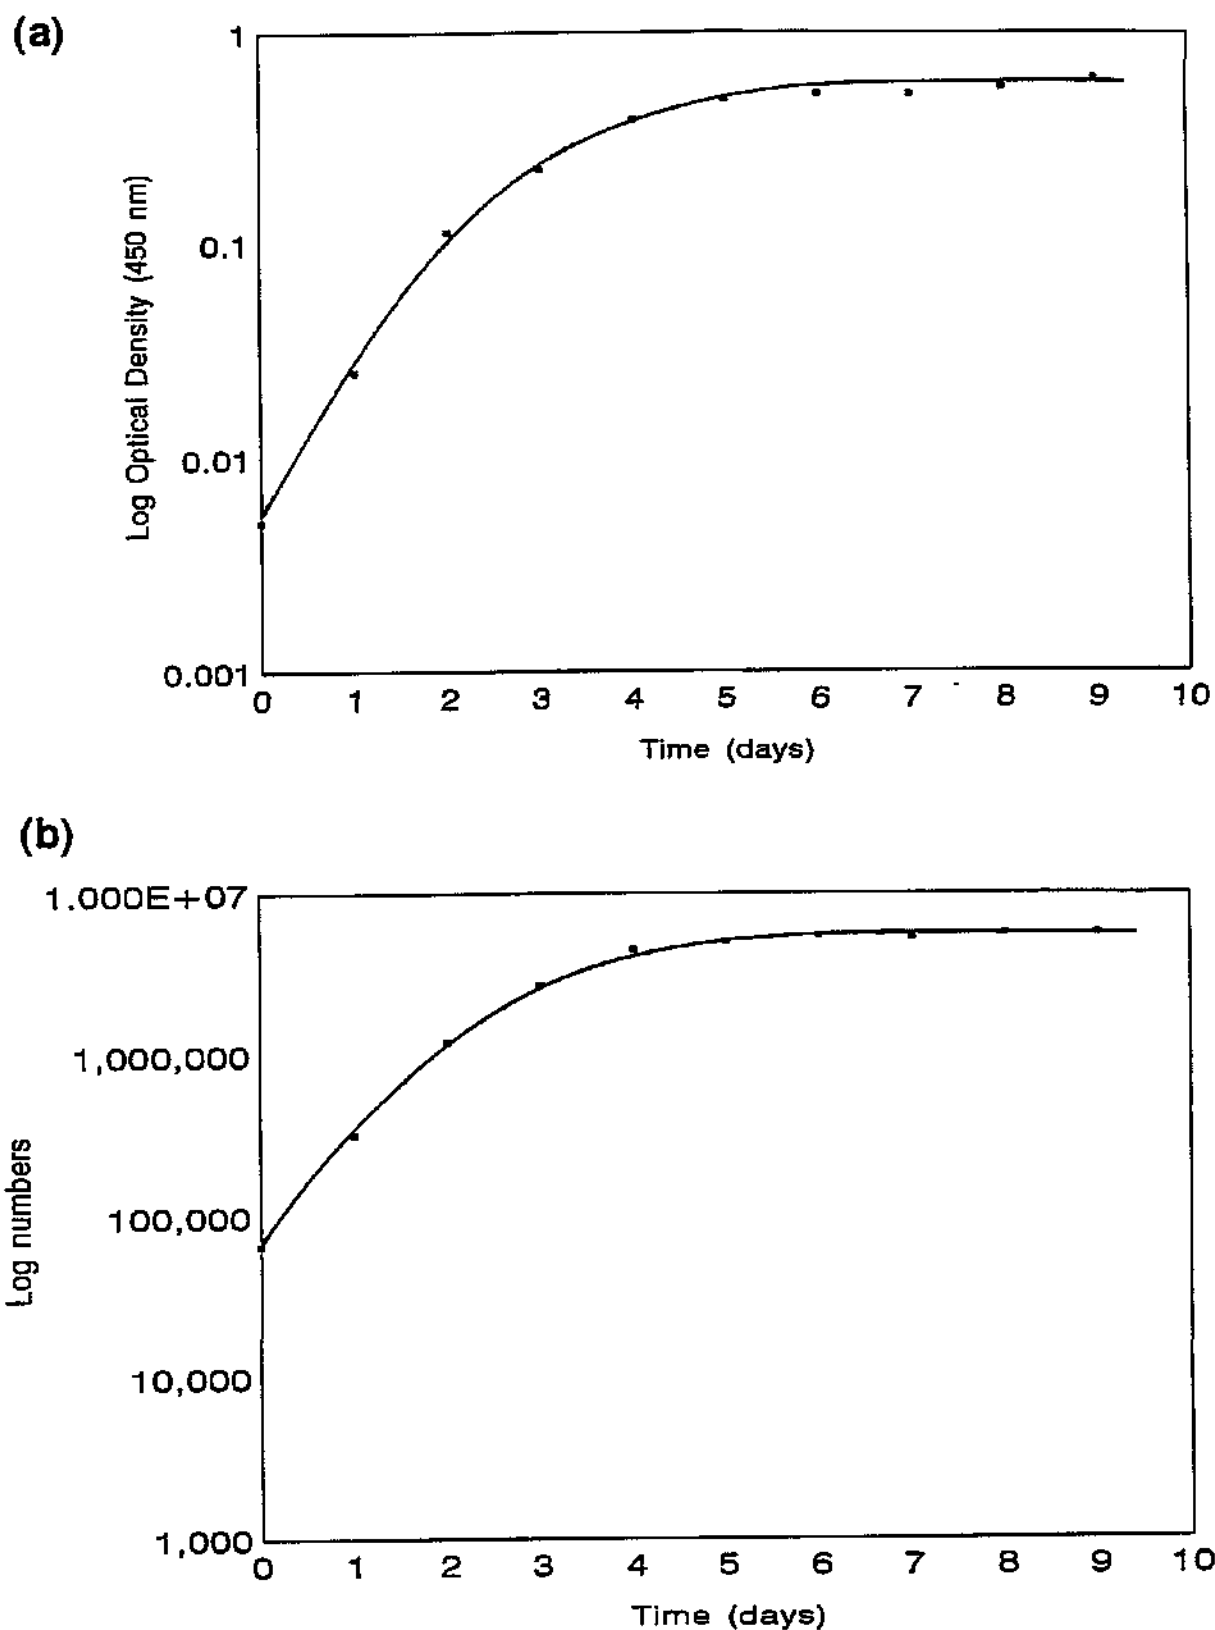 (a)
1
0.1
0.01
0.001
Log Optical Density (450 nm)
0 1 2 3 4 5 6 7 8 9 10
Time (days)
(b)
1.000E+07
1,000,000
100,000
10,000
1,000
Log numbers
0 1 2 3 4 5 6 7 8 9 10
Time (days)